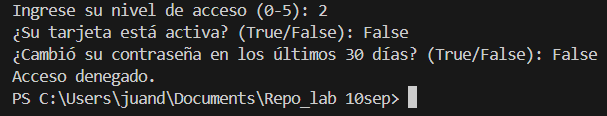 Ingrese su nivel de acceso (0-5): 2
¿Su tarjeta está activa? (True/False): False
¿Cambió su contraseña en los últimos 30 días? (True/False): False
Acceso denegado.
PS C:\Users\juand\Documents\Repo_lab 10sep>